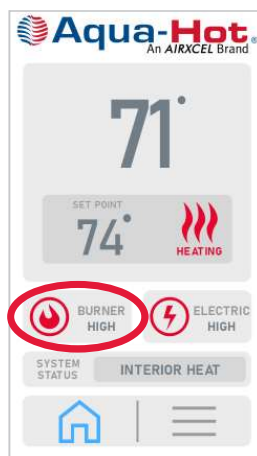 Aqua-Hot®
An AIRXCEL Brand
71°
SET POINT
74°
HEATING
BURNER
HIGH
ELECTRIC
HIGH
SYSTEM
STATUS
INTERIOR HEAT